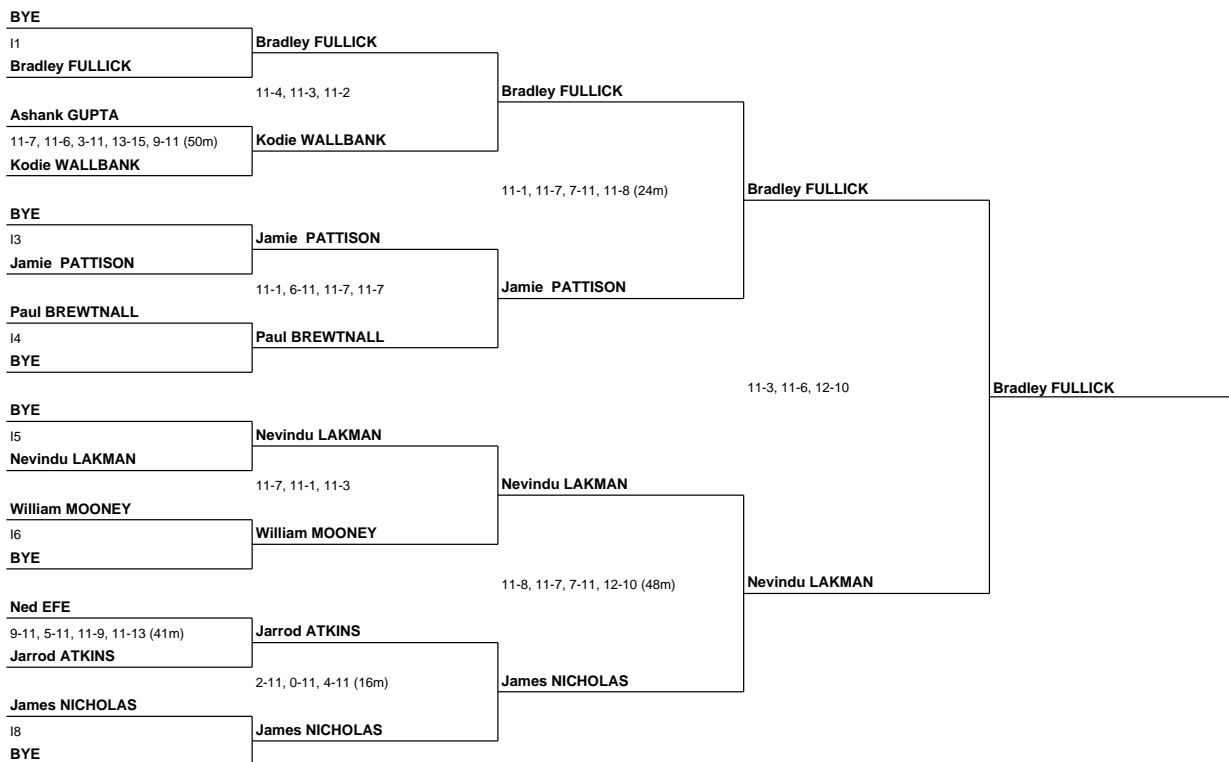 BYE
I1
Bradley FULLICK
Bradley FULLICK
11-4, 11-3, 11-2
Bradley FULLICK
Ashank GUPTA
11-7, 11-6, 3-11, 13-15, 9-11 (50m)
Kodie WALLBANK
Kodie WALLBANK
11-1, 11-7, 7-11, 11-8 (24m)
Bradley FULLICK
BYE
I3
Jamie  PATTISON
Jamie  PATTISON
11-1, 6-11, 11-7, 11-7
Jamie  PATTISON
Paul BREWTNALL
I4
BYE
Paul BREWTNALL
11-3, 11-6, 12-10
Bradley FULLICK
BYE
I5
Nevindu LAKMAN
Nevindu LAKMAN
11-7, 11-1, 11-3
Nevindu LAKMAN
William MOONEY
I6
BYE
William MOONEY
11-8, 11-7, 7-11, 12-10 (48m)
Nevindu LAKMAN
Ned EFE
9-11, 5-11, 11-9, 11-13 (41m)
Jarrod ATKINS
Jarrod ATKINS
2-11, 0-11, 4-11 (16m)
James NICHOLAS
James NICHOLAS
I8
BYE
James NICHOLAS